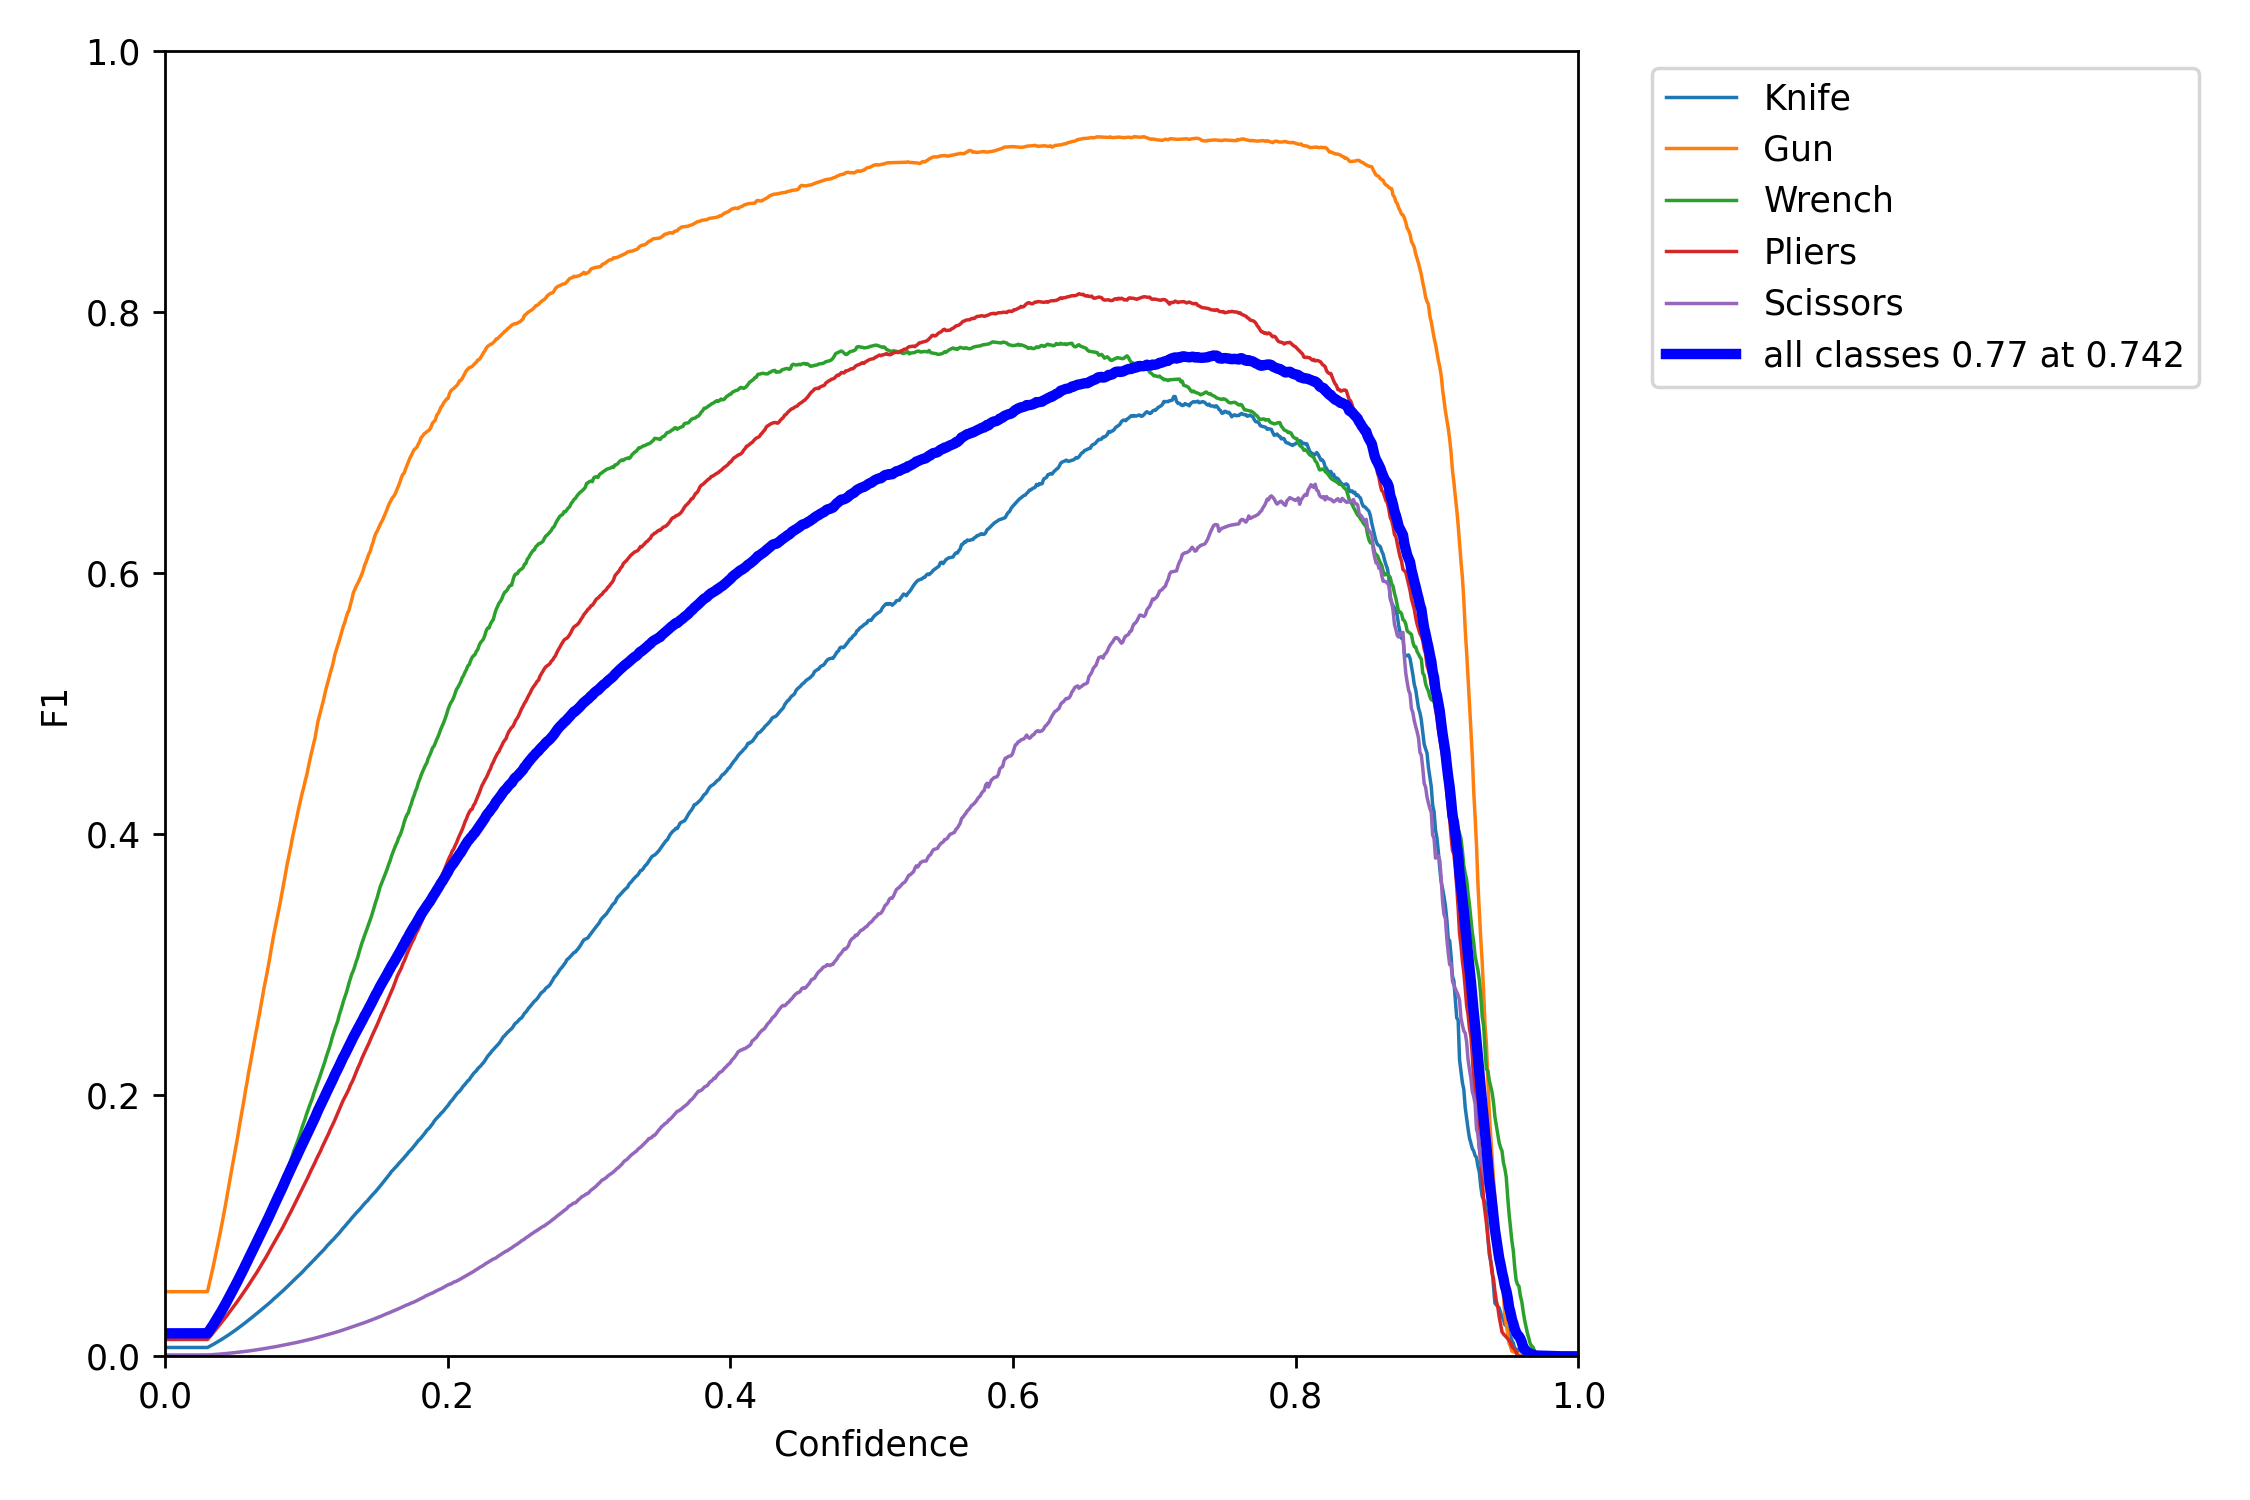 1.0
0.8
0.6
0.4
0.2
0.0
F1
0.0 0.2 0.4 0.6 0.8 1.0
Confidence
Knife
Gun
Wrench
Pliers
Scissors
all classes 0.77 at 0.742